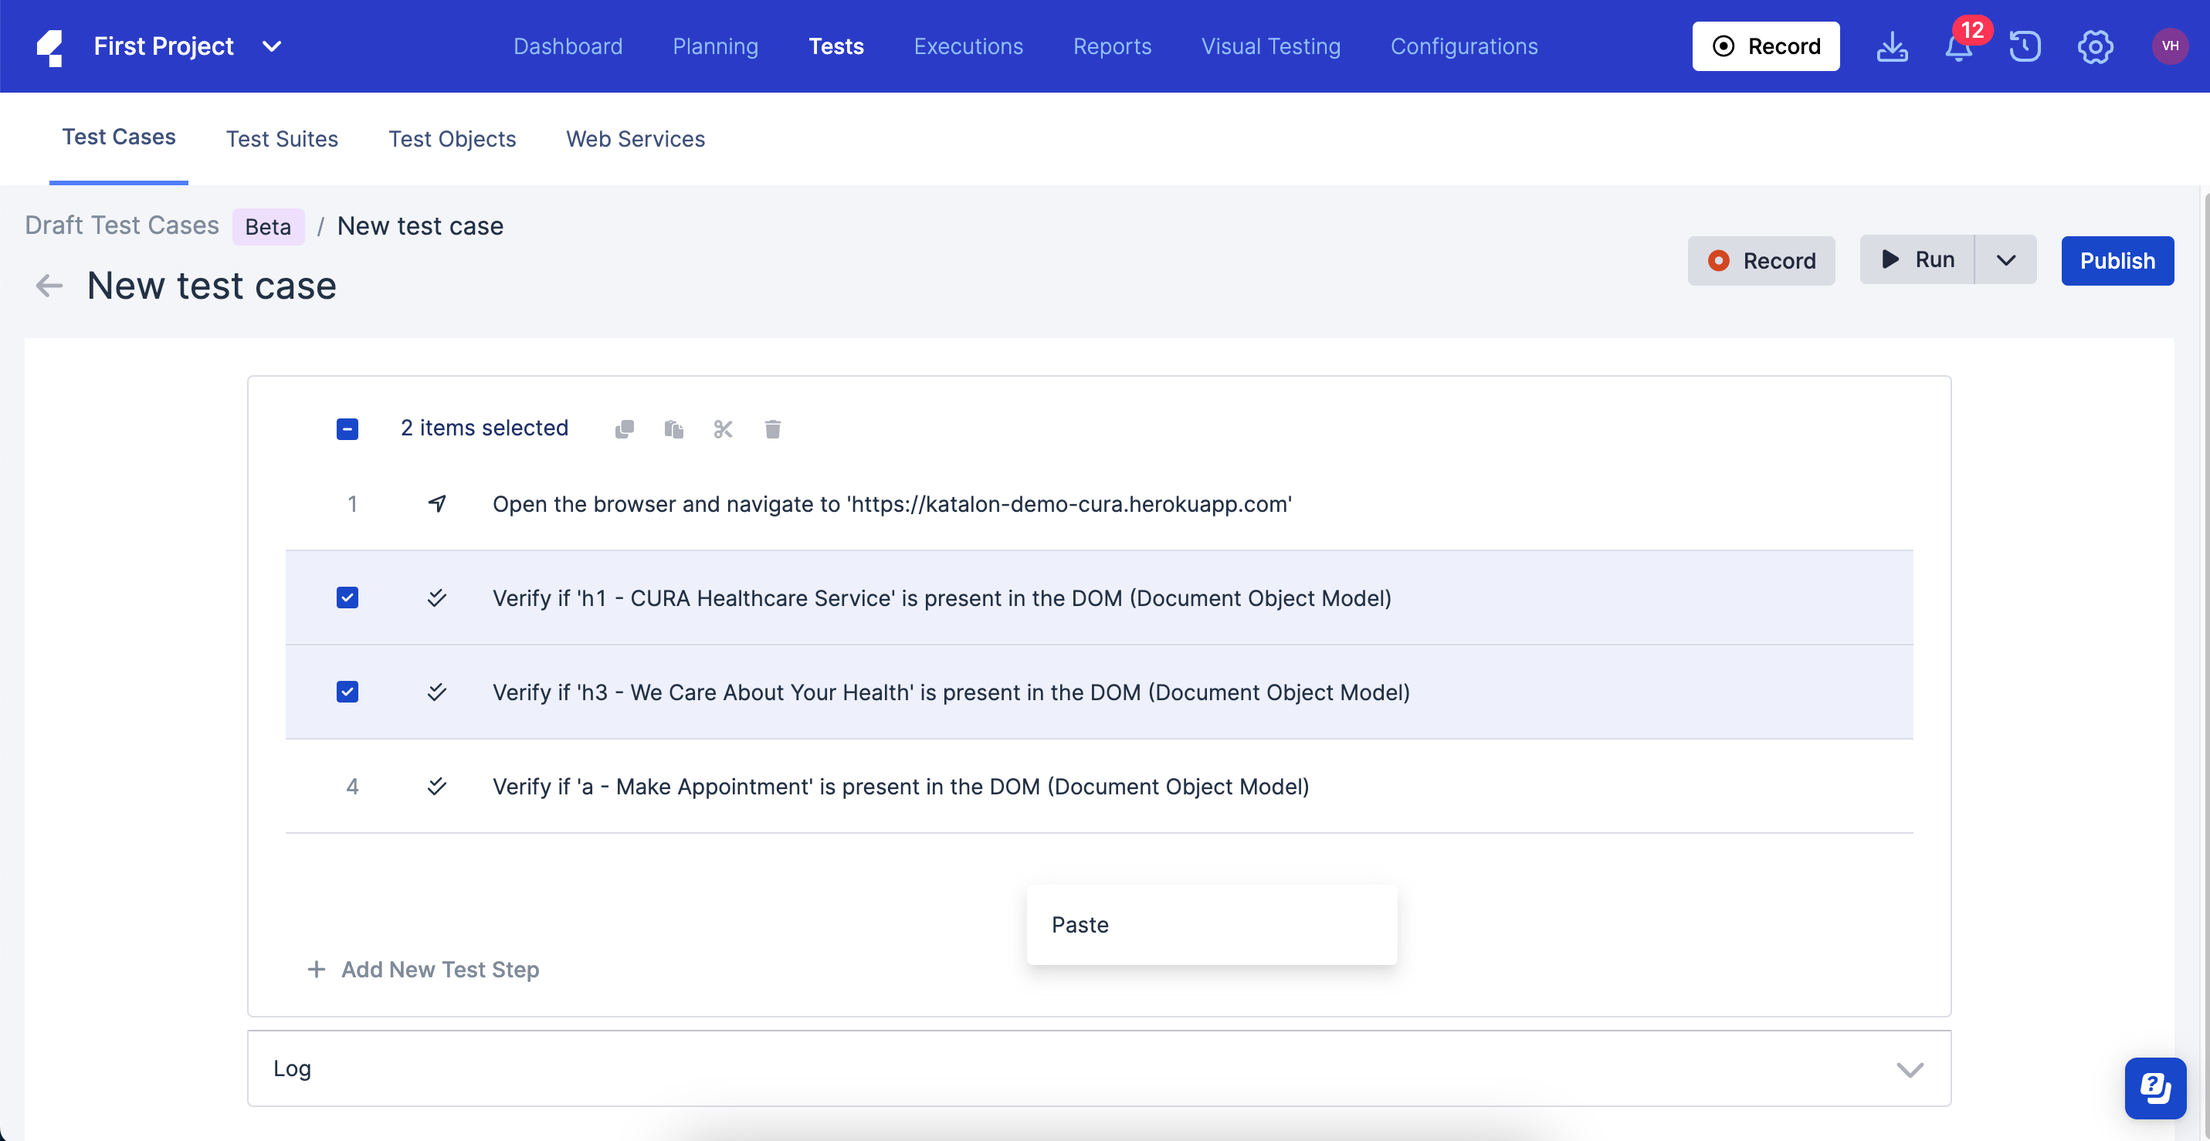 First Project
Dashboard Planning Tests Executions Reports Visual Testing Configurations
Record
12
VH
Test Cases Test Suites Test Objects Web Services
Draft Test Cases Beta / New test case
New test case
Record Run Publish
2 items selected
1 Open the browser and navigate to 'https://katalon-demo-cura.herokuapp.com'
Verify if 'h1 - CURA Healthcare Service' is present in the DOM (Document Object Model)
Verify if 'h3 - We Care About Your Health' is present in the DOM (Document Object Model)
4 Verify if 'a - Make Appointment' is present in the DOM (Document Object Model)
Paste
+ Add New Test Step
Log